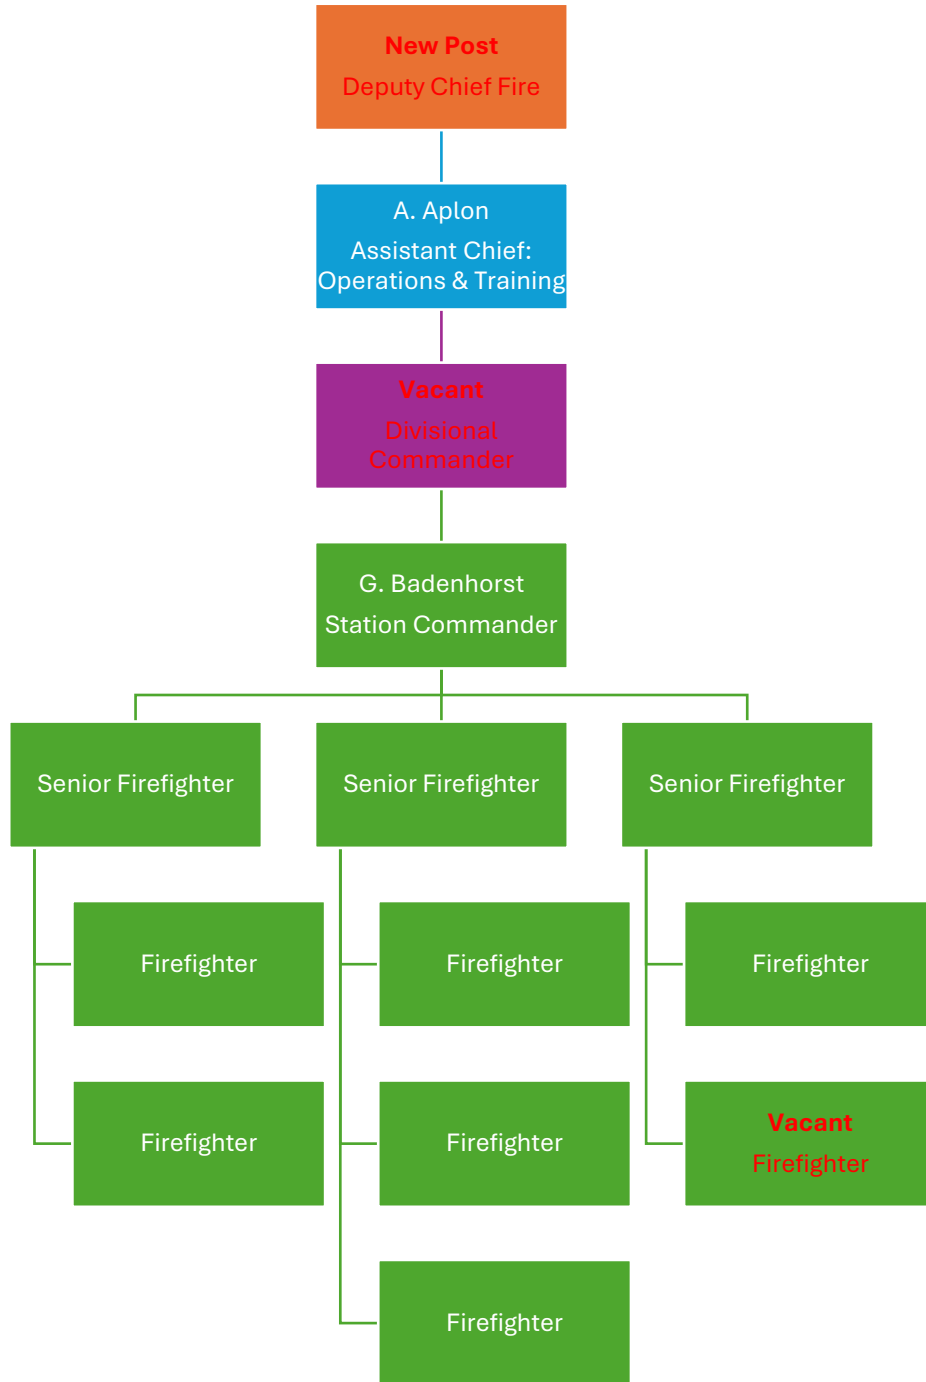 New Post
Deputy Chief Fire
A. Aplon
Assistant Chief:
Operations & Training
Vacant
Divisional
Commander
G. Badenhorst
Station Commander
Senior Firefighter
Senior Firefighter
Senior Firefighter
Firefighter
Firefighter
Firefighter
Firefighter
Firefighter
Vacant
Firefighter
Firefighter